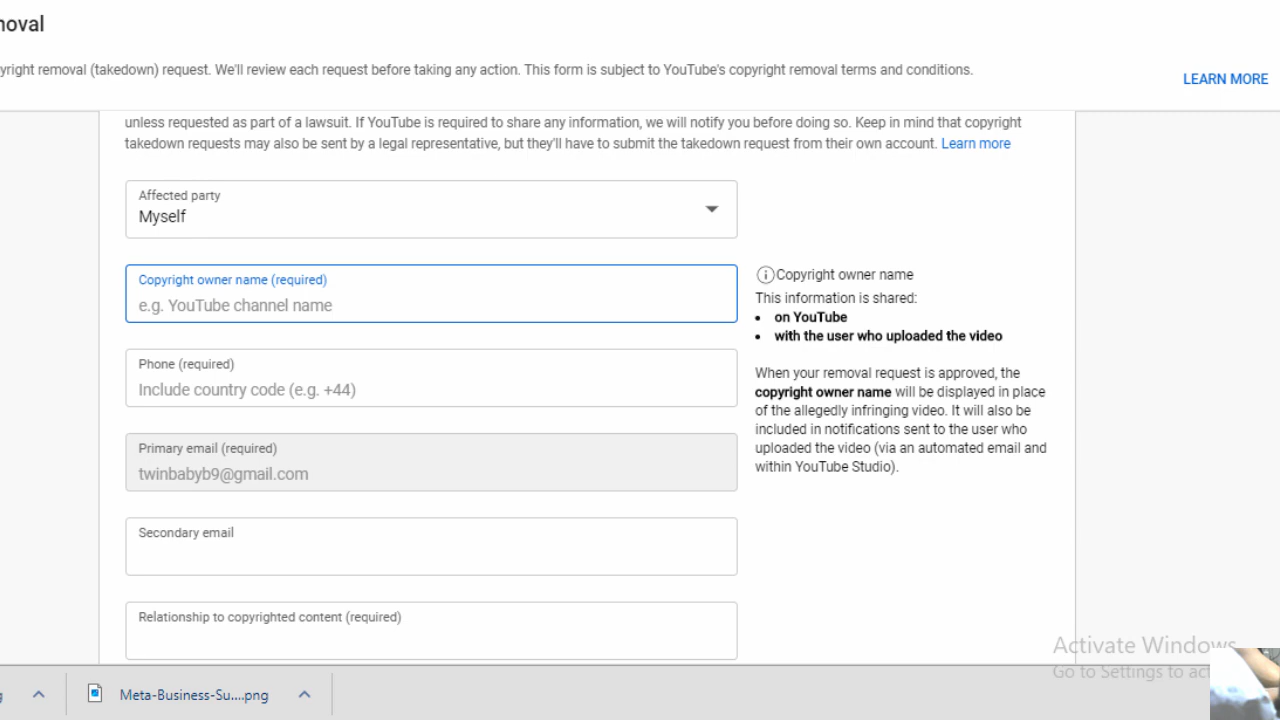 noval
yright removal (takedown) request. We'll review each request before taking any action. This form is subject to YouTube's copyright removal terms and conditions.
LEARN MORE
unless requested as part of a lawsuit. If YouTube is required to share any information, we will notify you before doing so. Keep in mind that copyright
takedown requests may also be sent by a legal representative, but they'll have to submit the takedown request from their own account. Learn more
Affected party
Myself
Copyright owner name (required)
e.g. YouTube channel name
Phone (required)
Include country code (e.g. +44)
Primary email (required)
twinbabyb9@gmail.com
Secondary email
Relationship to copyrighted content (required)
Copyright owner name
This information is shared:
• on YouTube
• with the user who uploaded the video
When your removal request is approved, the
copyright owner name will be displayed in place
of the allegedly infringing video. It will also be
included in notifications sent to the user who
uploaded the video (via an automated email and
within YouTube Studio).
Activate Windows
Go to Settings to act
g
Meta-Business-Su....png